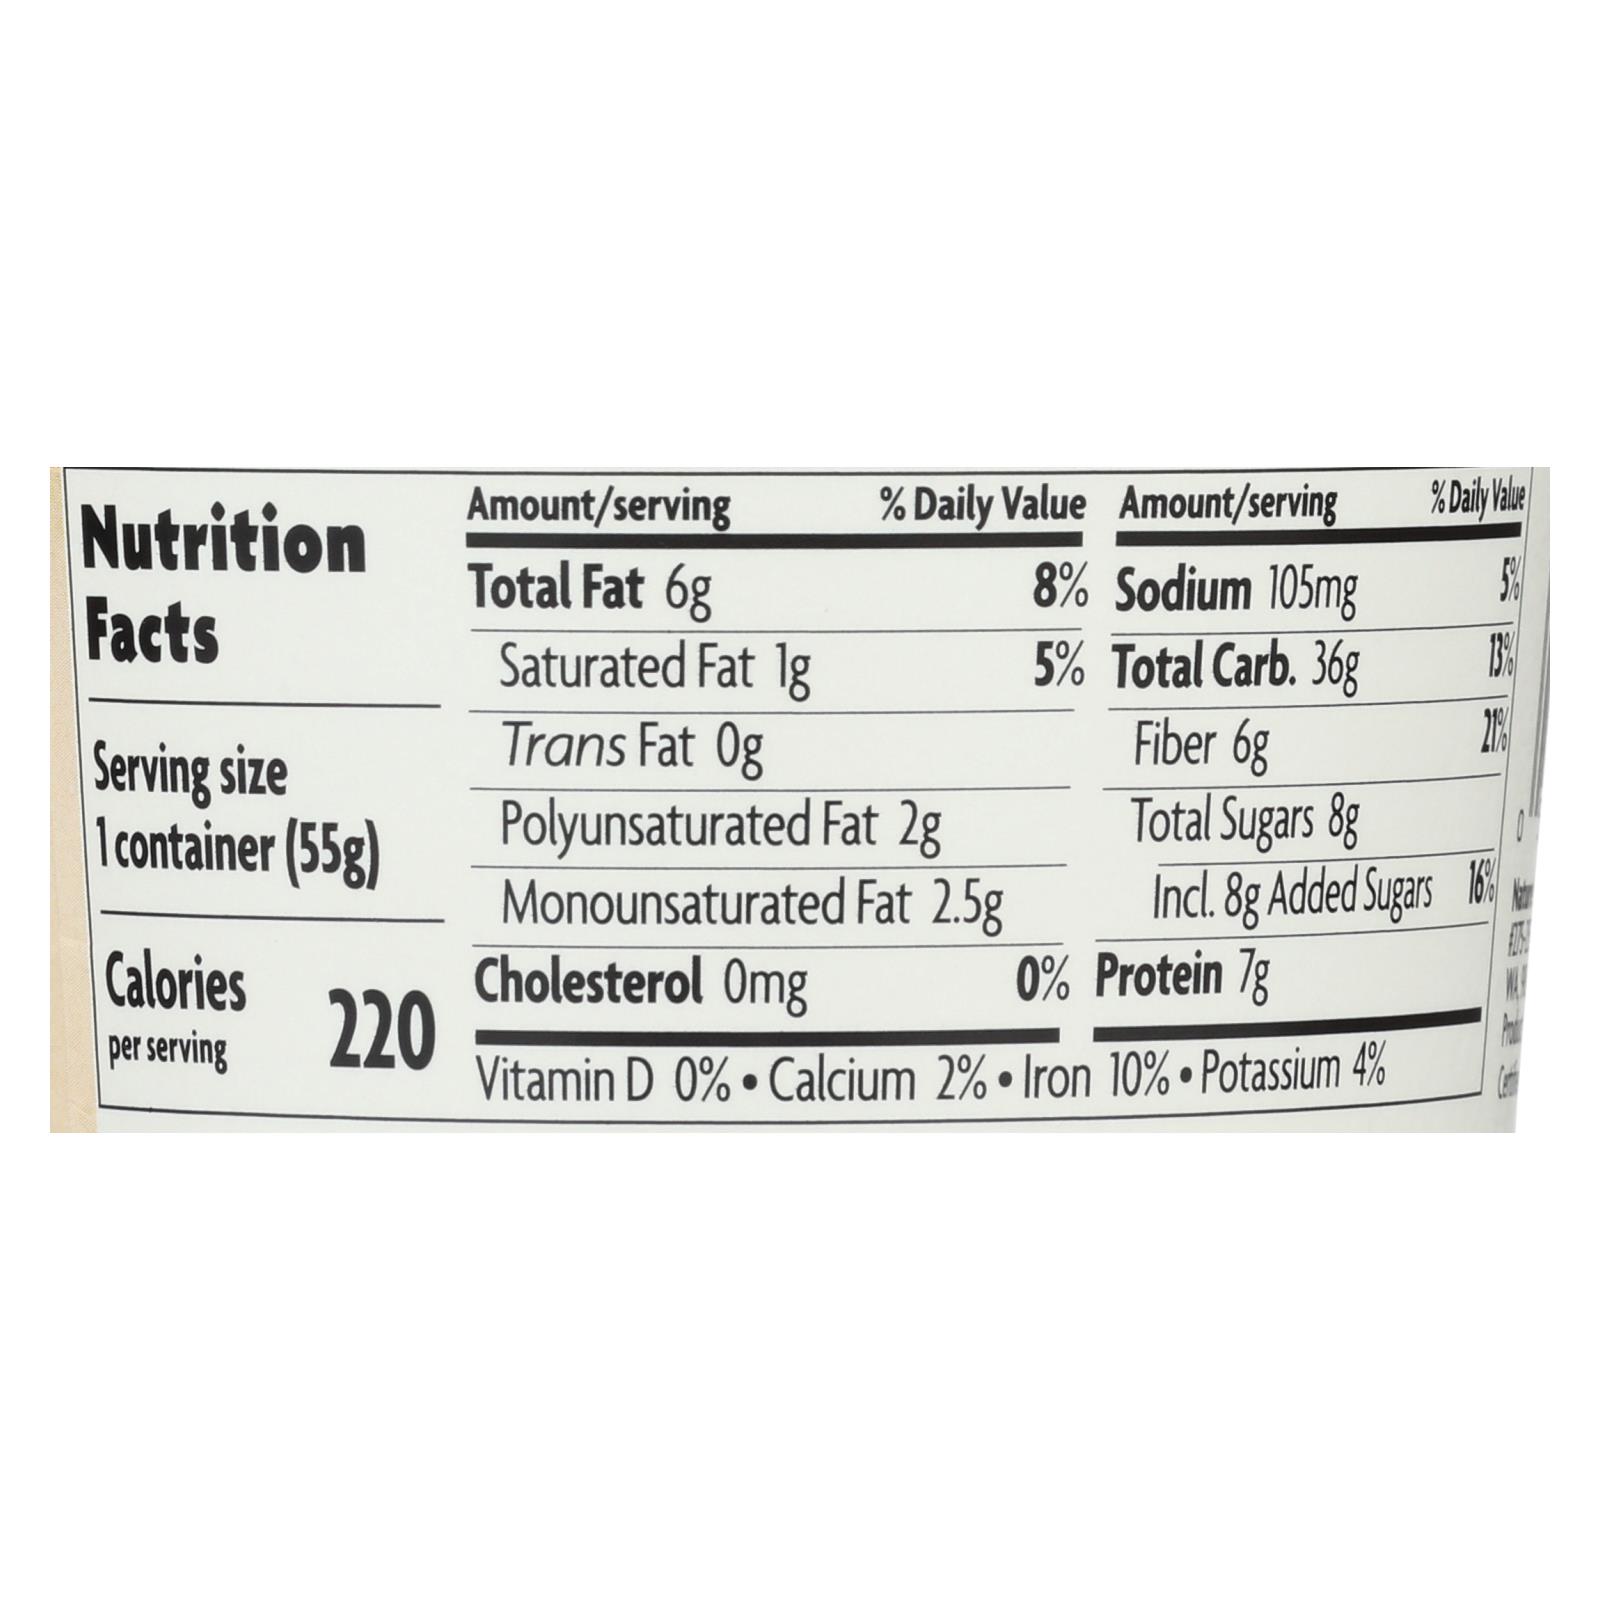 Nutrition
Facts
Serving size
1 container (55g)
Calories
per serving
220
Amount/serving % Daily Value
Total Fat 6g 8%
Saturated Fat 1g 5%
Trans Fat 0g
Polyunsaturated Fat 2g
Monounsaturated Fat 2.5g
Cholesterol 0mg 0%
Amount/serving % Daily Value
Sodium 105mg 5%
Total Carb. 36g 13%
Fiber 6g 21%
Total Sugars 8g
Incl. 8g Added Sugars 16%
Protein 7g
Vitamin D 0% • Calcium 2% • Iron 10% • Potassium 4%